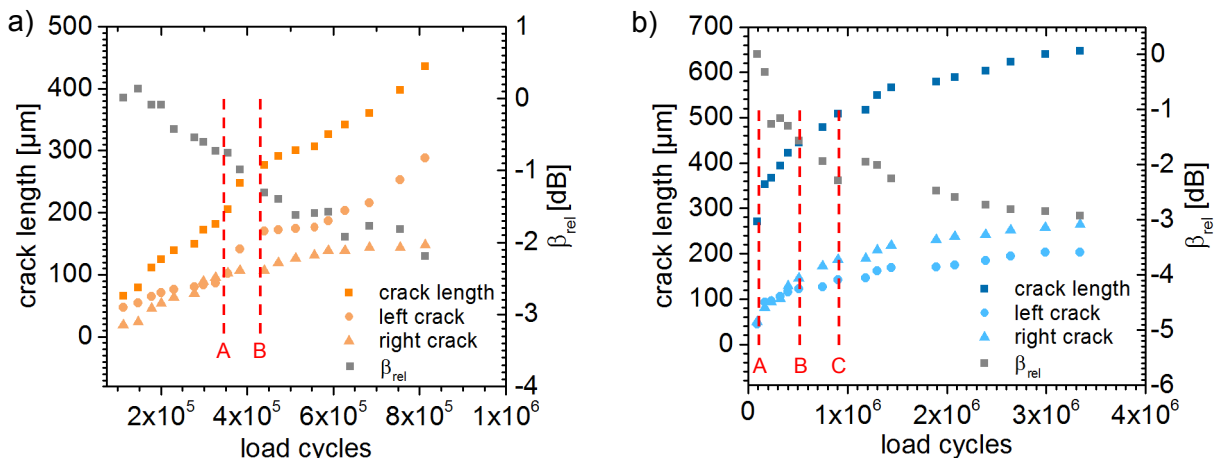 a)
crack length [µm]
500
400
300
200
100
0
1
0
-1
-2
-3
-4
β_rel [dB]
A
B
crack length
left crack
right crack
β_rel
2x10^5
4x10^5
6x10^5
8x10^5
1x10^6
load cycles
b)
crack length [µm]
700
600
500
400
300
200
100
0
0
-1
-2
-3
-4
-5
-6
β_rel [dB]
A
B
C
crack length
left crack
right crack
β_rel
0
1x10^6
2x10^6
3x10^6
4x10^6
load cycles